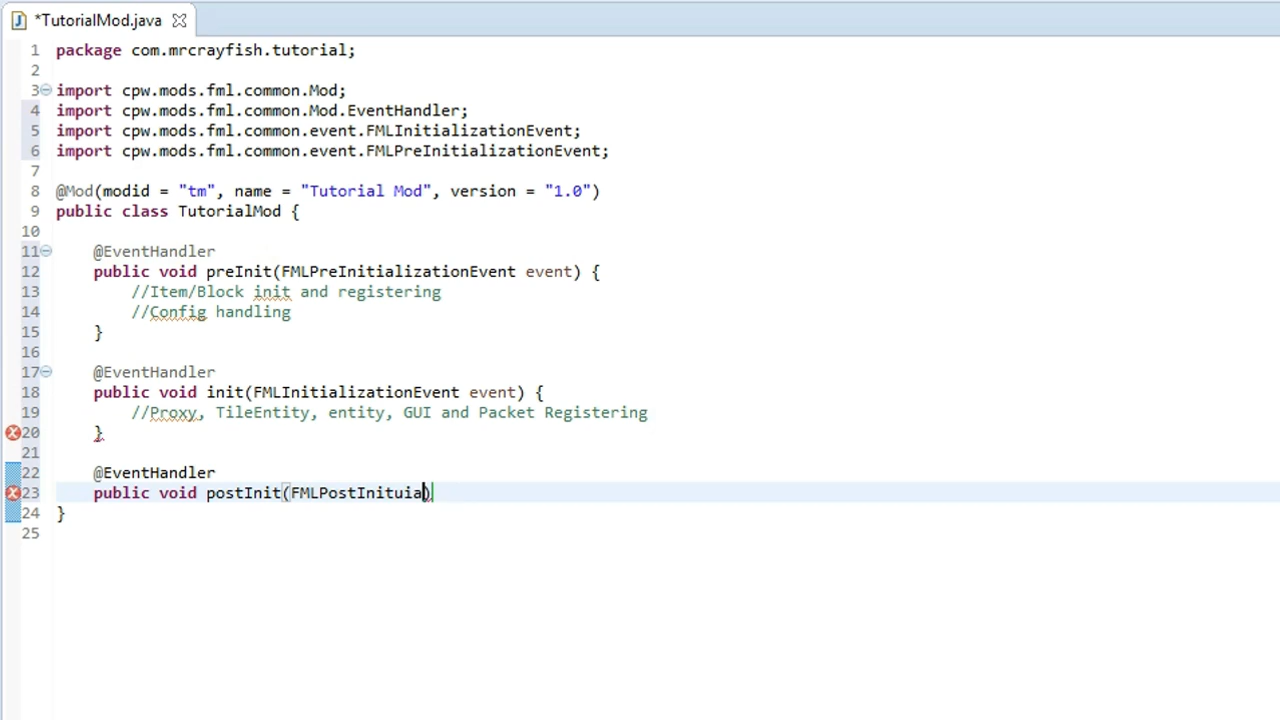 *TutorialMod.java
1 package com.mrcrayfish.tutorial;
2
3 import cpw.mods.fml.common.Mod;
4 import cpw.mods.fml.common.Mod.EventHandler;
5 import cpw.mods.fml.common.event.FMLInitializationEvent;
6 import cpw.mods.fml.common.event.FMLPreInitializationEvent;
7
8 @Mod(modid = "tm", name = "Tutorial Mod", version = "1.0")
9 public class TutorialMod {
10
11 @EventHandler
12 public void preInit(FMLPreInitializationEvent event) {
13 //Item/Block init and registering
14 //Config handling
15 }
16
17 @EventHandler
18 public void init(FMLInitializationEvent event) {
19 //Proxy, TileEntity, entity, GUI and Packet Registering
20 }
21
22 @EventHandler
23 public void postInit(FMLPostInituia)
24 }
25